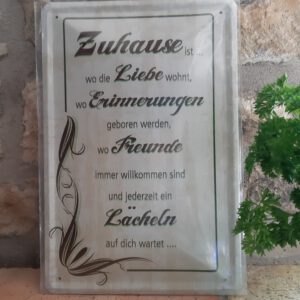 Zuhause ist ...
wo die Liebe wohnt,
wo Erinnerungen
geboren werden,
wo Freunde
immer willkommen sind
und jederzeit ein
Lächeln
auf dich wartet ....